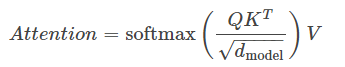 Attention = softmax ( QK^T / √d_model ) V